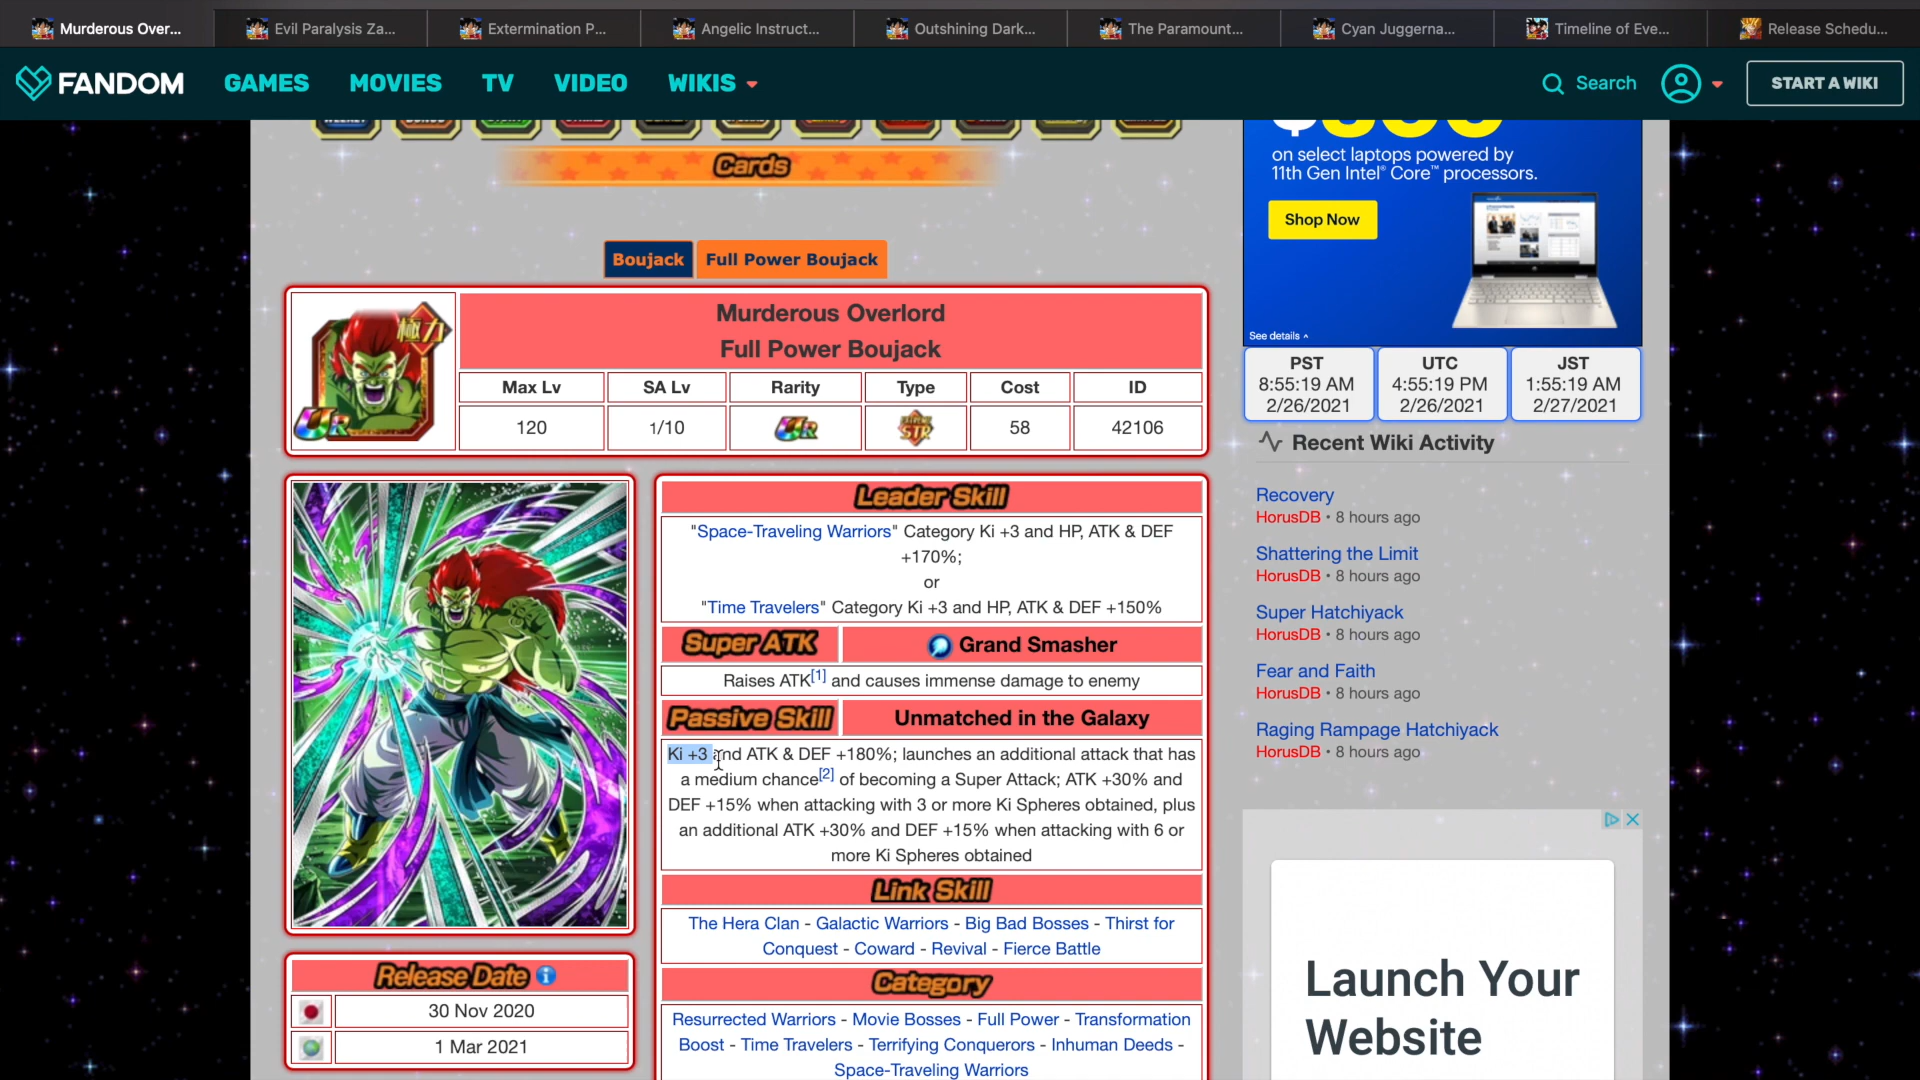 Murderous Over...
Evil Paralysis Za...
Extermination P...
Angelic Instruct...
Outshining Dark...
The Paramount...
Cyan Juggerna...
Timeline of Eve...
Release Schedu...
FANDOM
GAMES
MOVIES
TV
VIDEO
WIKIS
Search
START A WIKI
Cards
Boujack
Full Power Boujack
Murderous Overlord
Full Power Boujack
極力
UR
Max Lv
SA Lv
Rarity
Type
Cost
ID
120
1/10
UR
EXTREME
STR
58
42106
Leader Skill
"Space-Traveling Warriors" Category Ki +3 and HP, ATK & DEF
+170%;
or
"Time Travelers" Category Ki +3 and HP, ATK & DEF +150%
Super ATK
Grand Smasher
Raises ATK[1] and causes immense damage to enemy
Passive Skill
Unmatched in the Galaxy
Ki +3 and ATK & DEF +180%; launches an additional attack that has
a medium chance[2] of becoming a Super Attack; ATK +30% and
DEF +15% when attacking with 3 or more Ki Spheres obtained, plus
an additional ATK +30% and DEF +15% when attacking with 6 or
more Ki Spheres obtained
Link Skill
The Hera Clan - Galactic Warriors - Big Bad Bosses - Thirst for
Conquest - Coward - Revival - Fierce Battle
Category
Resurrected Warriors - Movie Bosses - Full Power - Transformation
Boost - Time Travelers - Terrifying Conquerors - Inhuman Deeds -
Space-Traveling Warriors
Release Date
30 Nov 2020
1 Mar 2021
on select laptops powered by
11th Gen Intel® Core™ processors.
Shop Now
See details ^
PST
8:55:19 AM
2/26/2021
UTC
4:55:19 PM
2/26/2021
JST
1:55:19 AM
2/27/2021
Recent Wiki Activity
Recovery
HorusDB • 8 hours ago
Shattering the Limit
HorusDB • 8 hours ago
Super Hatchiyack
HorusDB • 8 hours ago
Fear and Faith
HorusDB • 8 hours ago
Raging Rampage Hatchiyack
HorusDB • 8 hours ago
Launch Your
Website